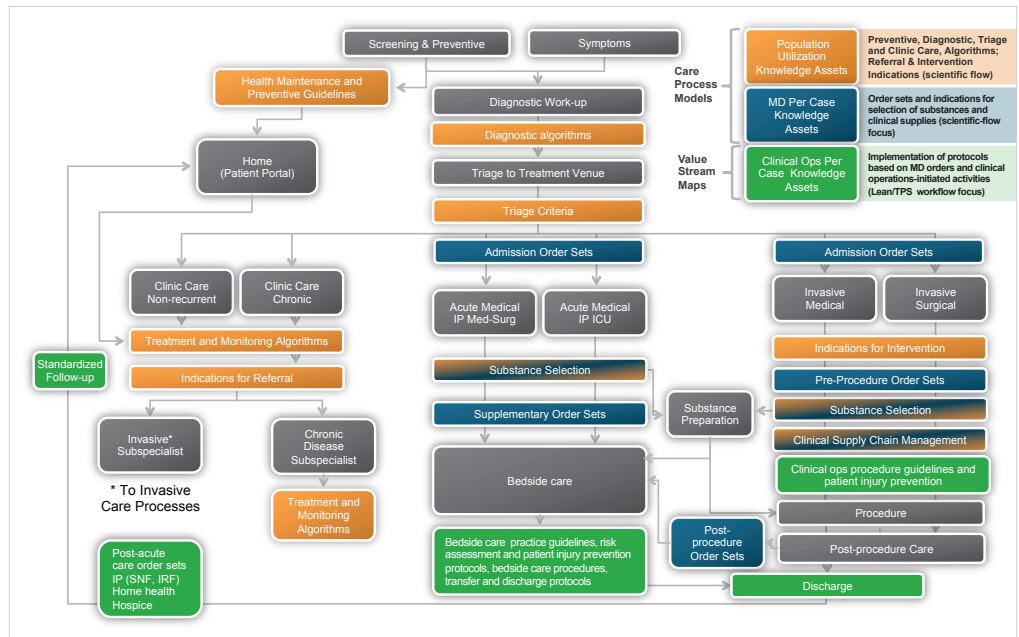 Screening & Preventive
Symptoms
Health Maintenance and
Preventive Guidelines
Diagnostic Work-up
Diagnostic algorithms
Home
(Patient Portal)
Triage to Treatment Venue
Triage Criteria
Care
Process
Models
Population
Utilization
Knowledge Assets
Preventive, Diagnostic, Triage
and Clinic Care, Algorithms;
Referral & Intervention
Indications (scientific flow)
MD Per Case
Knowledge
Assets
Order sets and indications for
selection of substances and
clinical supplies (scientific-flow
focus)
Value
Stream
Maps
Clinical Ops Per
Case Knowledge
Assets
Implementation of protocols
based on MD orders and clinical
operations-initiated activities
(Lean/TPS workflow focus)
Clinic Care
Non-recurrent
Clinic Care
Chronic
Treatment and Monitoring Algorithms
Standardized
Follow-up
Indications for Referral
Invasive*
Subspecialist
Chronic
Disease
Subspecialist
* To Invasive
Care Processes
Treatment and
Monitoring
Algorithms
Post-acute
care order sets
IP (SNF, IRF)
Home health
Hospice
Admission Order Sets
Acute Medical
IP Med-Surg
Acute Medical
IP ICU
Substance Selection
Supplementary Order Sets
Bedside care
Bedside care practice guidelines, risk
assessment and patient injury prevention
protocols, bedside care procedures,
transfer and discharge protocols
Substance
Preparation
Post-
procedure
Order Sets
Admission Order Sets
Invasive
Medical
Invasive
Surgical
Indications for Intervention
Pre-Procedure Order Sets
Substance Selection
Clinical Supply Chain Management
Clinical ops procedure guidelines and
patient injury prevention
Procedure
Post-procedure Care
Discharge